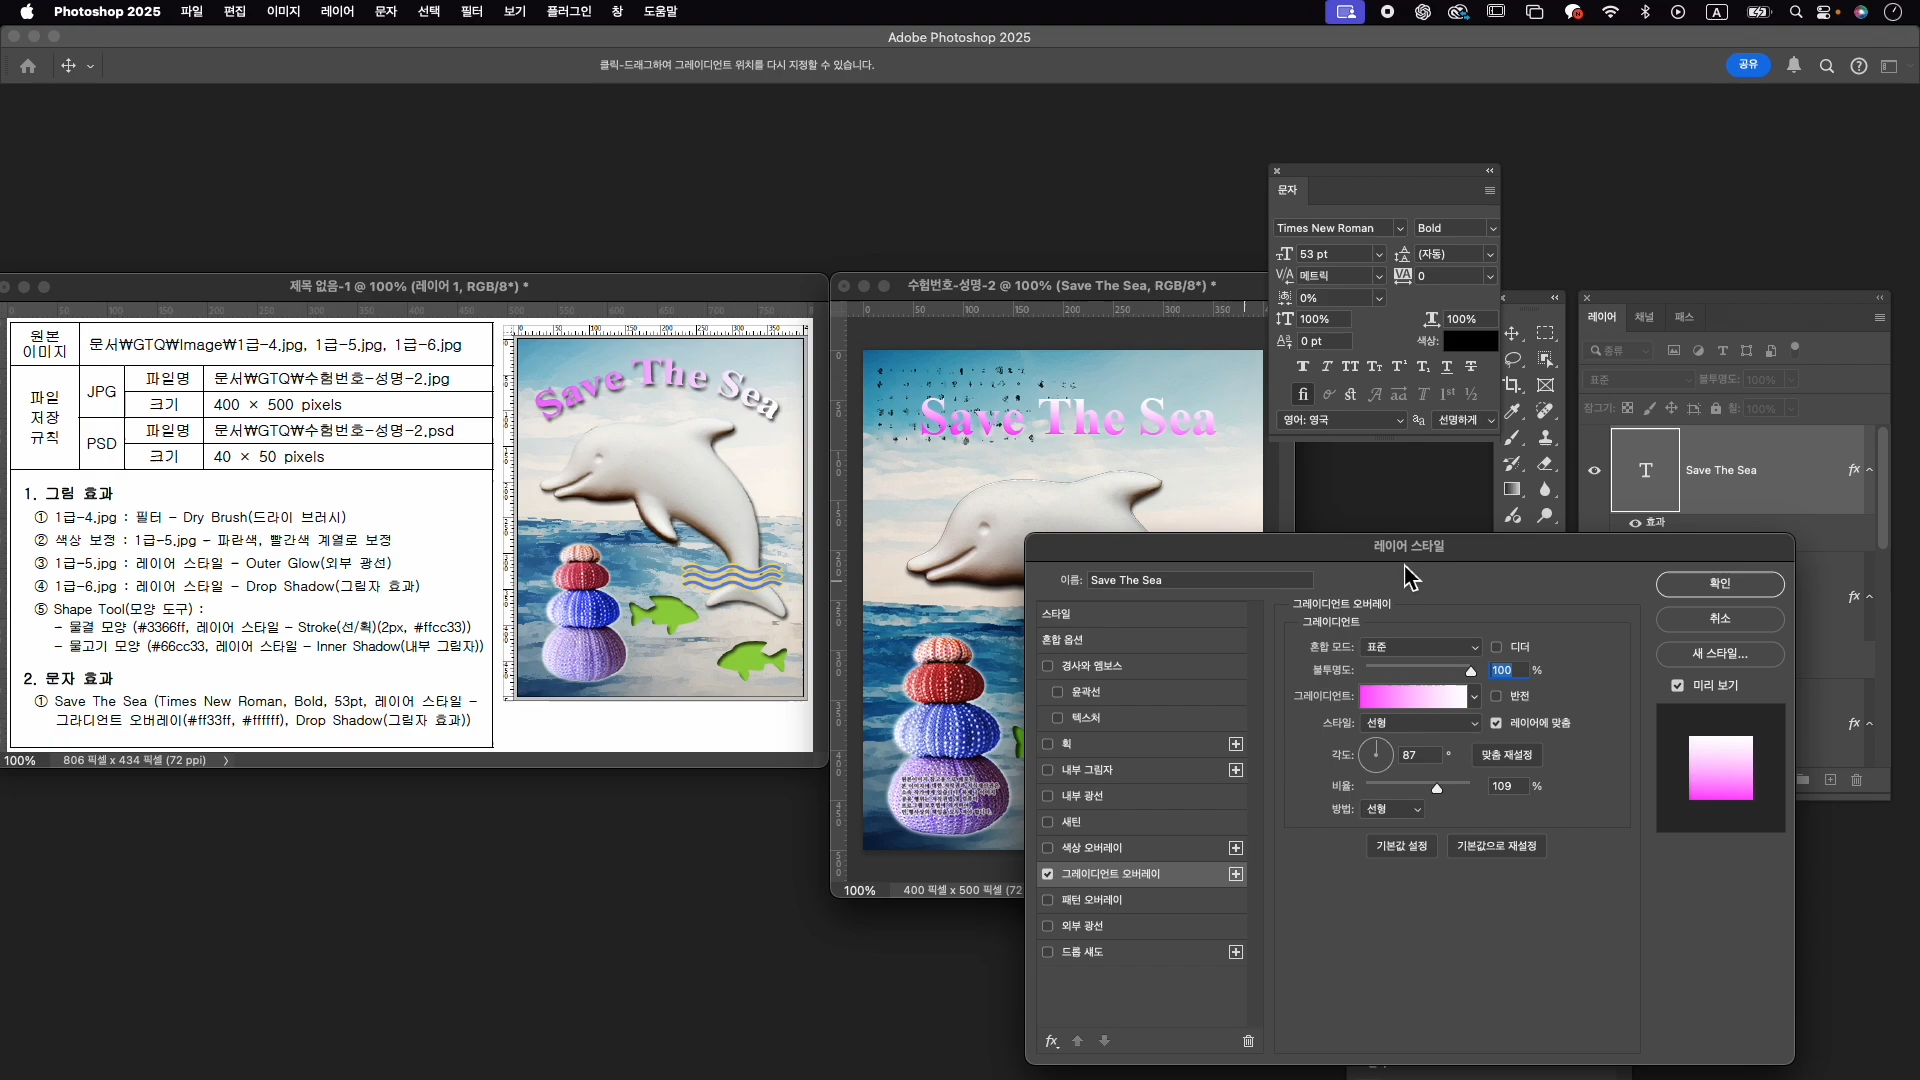 Photoshop 2025 파일 편집 이미지 레이어 문자 선택 필터 보기 플러그인 창 도움말
Adobe Photoshop 2025
클릭-드래그하여 그레이디언트 위치를 다시 지정할 수 있습니다.
공유
제목 없음-1 @ 100% (레이어 1, RGB/8*) *
원본
이미지
문서₩GTQ₩Image₩1급-4.jpg, 1급-5.jpg, 1급-6.jpg
파일
저장
규칙
JPG
파일명
문서₩GTQ₩수험번호-성명-2.jpg
크기
400 × 500 pixels
PSD
파일명
문서₩GTQ₩수험번호-성명-2.psd
크기
40 × 50 pixels
1. 그림 효과
① 1급-4.jpg : 필터 - Dry Brush(드라이 브러시)
② 색상 보정 : 1급-5.jpg - 파란색, 빨간색 계열로 보정
③ 1급-5.jpg : 레이어 스타일 - Outer Glow(외부 광선)
④ 1급-6.jpg : 레이어 스타일 - Drop Shadow(그림자 효과)
⑤ Shape Tool(모양 도구) :
- 물결 모양 (#3366ff, 레이어 스타일 - Stroke(선/획)(2px, #ffcc33))
- 물고기 모양 (#66cc33, 레이어 스타일 - Inner Shadow(내부 그림자))
2. 문자 효과
① Save The Sea (Times New Roman, Bold, 53pt, 레이어 스타일 -
그라디언트 오버레이(#ff33ff, #ffffff), Drop Shadow(그림자 효과))
Save The Sea
100% 806 픽셀 x 434 픽셀 (72 ppi)
수험번호-성명-2 @ 100% (Save The Sea, RGB/8*) *
0 50 100 150 200 250 300 350
Save The Sea
100% 400 픽셀 x 500 픽셀 (72
문자
Times New Roman Bold
53 pt (자동)
메트릭 0
0%
100% 100%
0 pt 색상:
영어: 영국 aa 선명하게
레이어 채널 패스
종류
표준 불투명도: 100%
잠그기: 칠: 100%
T Save The Sea fx
효과
fx
fx
레이어 스타일
이름: Save The Sea
스타일
혼합 옵션
경사와 엠보스
윤곽선
텍스처
획
내부 그림자
내부 광선
새틴
색상 오버레이
그레이디언트 오버레이
패턴 오버레이
외부 광선
드롭 섀도
fx
그레이디언트 오버레이
그레이디언트
혼합 모드: 표준 디더
불투명도: 100 %
그레이디언트: 반전
스타일: 선형 레이어에 맞춤
각도: 87 ° 맞춤 재설정
비율: 109 %
방법: 선형
기본값 설정 기본값으로 재설정
확인
취소
새 스타일...
미리 보기